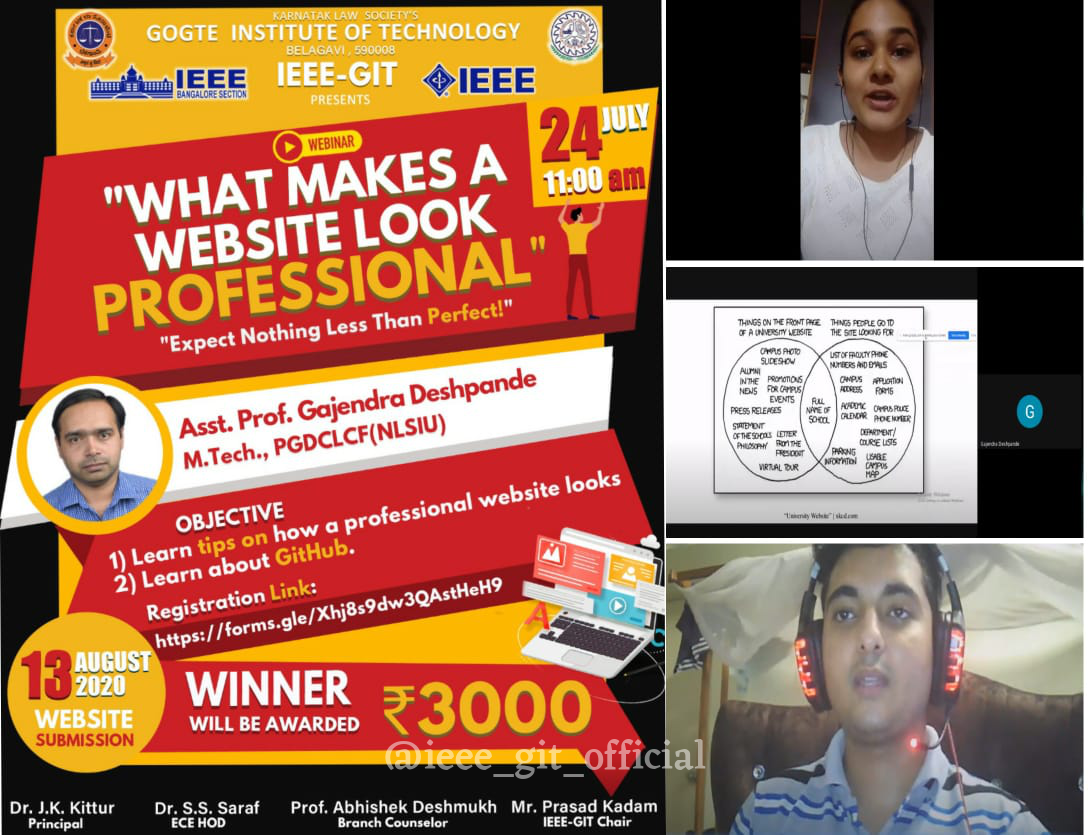 KARNATAK LAW SOCIETY'S
GOGTE INSTITUTE OF TECHNOLOGY
BELAGAVI, 590008
IEEE
BANGALORE SECTION
IEEE-GIT
IEEE
PRESENTS
WEBINAR
24 JULY
11:00 am
"WHAT MAKES A
WEBSITE LOOK
PROFESSIONAL"
"Expect Nothing Less Than Perfect!"
Asst. Prof. Gajendra Deshpande
M.Tech., PGDCLCF(NLSIU)
OBJECTIVE
1) Learn tips on how a professional website looks
2) Learn about GitHub.
Registration Link:
https://forms.gle/Xhj8s9dw3QAstHeH9
13 AUGUST
2020
WEBSITE
SUBMISSION
WINNER
WILL BE AWARDED
₹3000
@ieee_git_official
Dr. J.K. Kittur
Principal
Dr. S.S. Saraf
ECE HOD
Prof. Abhishek Deshmukh
Branch Counselor
Mr. Prasad Kadam
IEEE-GIT Chair
THINGS ON THE FRONT PAGE
OF A UNIVERSITY WEBSITE
THINGS PEOPLE GO TO
THE SITE LOOKING FOR
CAMPUS PHOTO
SLIDESHOW
ALUMNI
IN THE
NEWS
PROMOTIONS
FOR CAMPUS
EVENTS
PRESS RELEASES
STATEMENT
OF THE SCHOOL'S
PHILOSOPHY
LETTER
FROM THE
PRESIDENT
VIRTUAL TOUR
FULL
NAME OF
SCHOOL
LIST OF FACULTY PHONE
NUMBERS AND EMAILS
CAMPUS
ADDRESS
APPLICATION
FORMS
ACADEMIC
CALENDAR
CAMPUS POLICE
PHONE NUMBER
DEPARTMENT/
COURSE LISTS
PARKING
INFORMATION
USABLE
CAMPUS
MAP
"University Website" | xkcd.com
G
Gajendra Deshpande